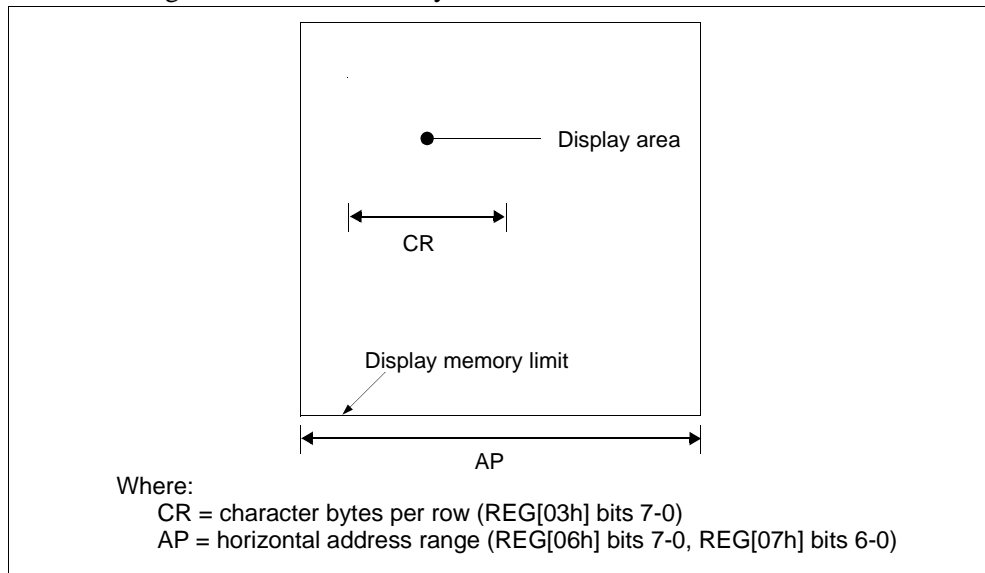 Display area
CR
Display memory limit
AP
Where:
CR = character bytes per row (REG[03h] bits 7-0)
AP = horizontal address range (REG[06h] bits 7-0, REG[07h] bits 6-0)